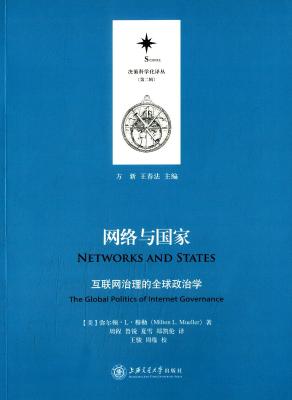 SCIENCE
决策科学化译丛
（第二辑）
方 新 王春法 主编
网络与国家
NETWORKS AND STATES
互联网治理的全球政治学
The Global Politics of Internet Governance
【美】弥尔顿·L·穆勒（Milton L. Mueller） 著
周程 鲁锐 夏雪 郑凯伦 译
王骏 周缘 校
上海交通大学出版社